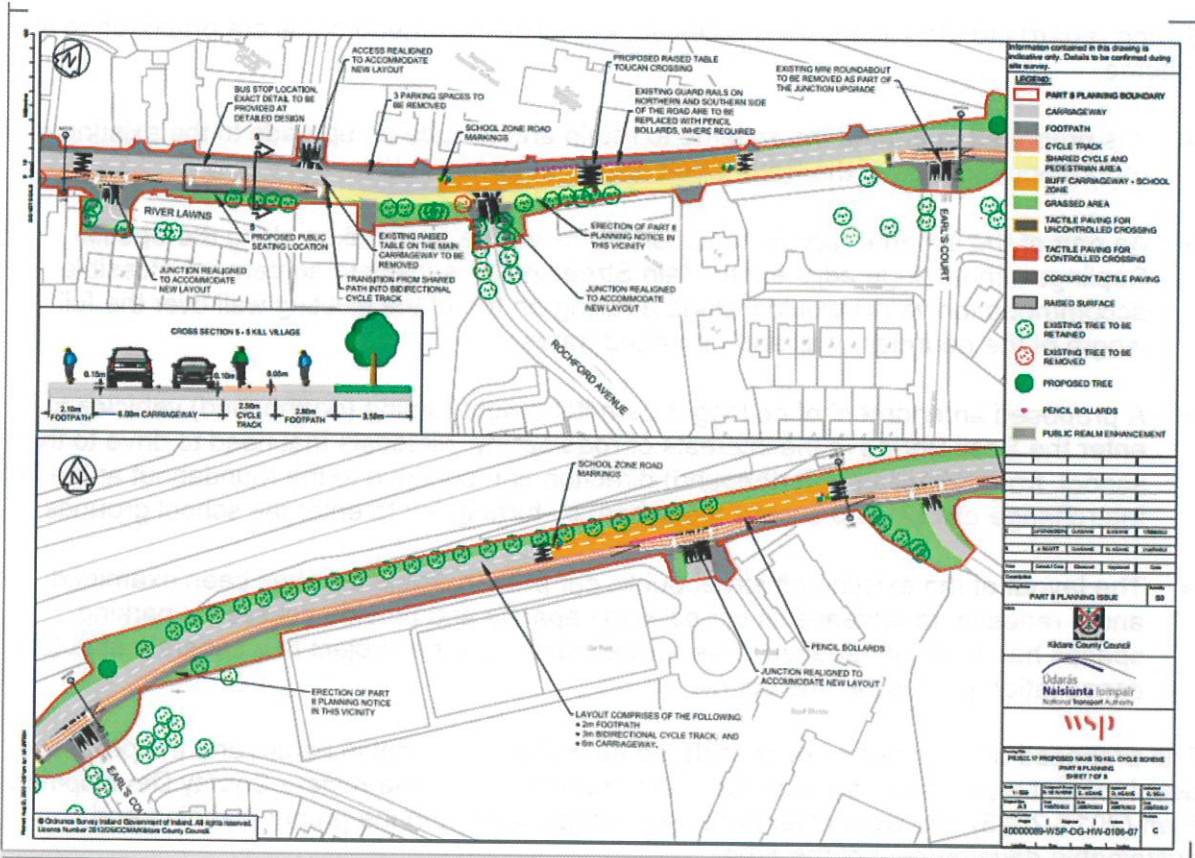 ACCESS REALIGNED
TO ACCOMMODATE
NEW LAYOUT
BUS STOP LOCATION,
EXACT DETAIL TO BE
PROVIDED AT
DETAILED DESIGN
3 PARKING SPACES TO
BE REMOVED
SCHOOL ZONE ROAD
MARKINGS
PROPOSED RAISED TABLE
TOUCAN CROSSING
EXISTING GUARD RAILS ON
NORTHERN AND SOUTHERN SIDE
OF THE ROAD ARE TO BE
REPLACED WITH PENCIL
BOLLARDS, WHERE REQUIRED
EXISTING MINI ROUNDABOUT
TO BE REMOVED AS PART OF
THE JUNCTION UPGRADE
RIVER LAWNS
PROPOSED PUBLIC
SEATING LOCATION
JUNCTION REALIGNED
TO ACCOMMODATE
NEW LAYOUT
EXISTING RAISED
TABLE ON THE MAIN
CARRIAGEWAY TO BE
REMOVED
TRANSITION FROM SHARED
PATH INTO BIDIRECTIONAL
CYCLE TRACK
ERECTION OF PART 8
PLANNING NOTICE IN
THIS VICINITY
JUNCTION REALIGNED
TO ACCOMMODATE
NEW LAYOUT
ROCHFORD AVENUE
EARL'S COURT
CROSS SECTION 5 - 5 KILL VILLAGE
0.15m
0.10m
0.05m
2.10m
FOOTPATH
6.00m CARRIAGEWAY
2.50m
CYCLE
TRACK
2.80m
FOOTPATH
3.50m
N
SCHOOL ZONE ROAD
MARKINGS
PENCIL BOLLARDS
JUNCTION REALIGNED TO
ACCOMMODATE NEW LAYOUT
Car Park
ERECTION OF PART
8 PLANNING NOTICE
IN THIS VICINITY
LAYOUT COMPRISES OF THE FOLLOWING:
• 2m FOOTPATH
• 3m BIDIRECTIONAL CYCLE TRACK, AND
• 6m CARRIAGEWAY.
EARL'S COU
© Ordnance Survey Ireland Government of Ireland. All rights reserved.
Information contained in this drawing is
indicative only. Details to be confirmed during
site survey.
LEGEND:
PART 8 PLANNING BOUNDARY
CARRIAGEWAY
FOOTPATH
CYCLE TRACK
SHARED CYCLE AND
PEDESTRIAN AREA
BUFF CARRIAGEWAY - SCHOOL
ZONE
GRASSED AREA
TACTILE PAVING FOR
UNCONTROLLED CROSSING
TACTILE PAVING FOR
CONTROLLED CROSSING
CORDUROY TACTILE PAVING
RAISED SURFACE
EXISTING TREE TO BE
RETAINED
EXISTING TREE TO BE
REMOVED
PROPOSED TREE
PENCIL BOLLARDS
PUBLIC REALM ENHANCEMENT
PART 8 PLANNING ISSUE
Kildare County Council
Údarás
Náisiúnta Iompair
National Transport Authority
wsp
PROPOSED NAAS TO KILL CYCLE SCHEME
PART 8 PLANNING
SHEET 7 OF 8
40000089-WSP-DG-HW-0106-07
C